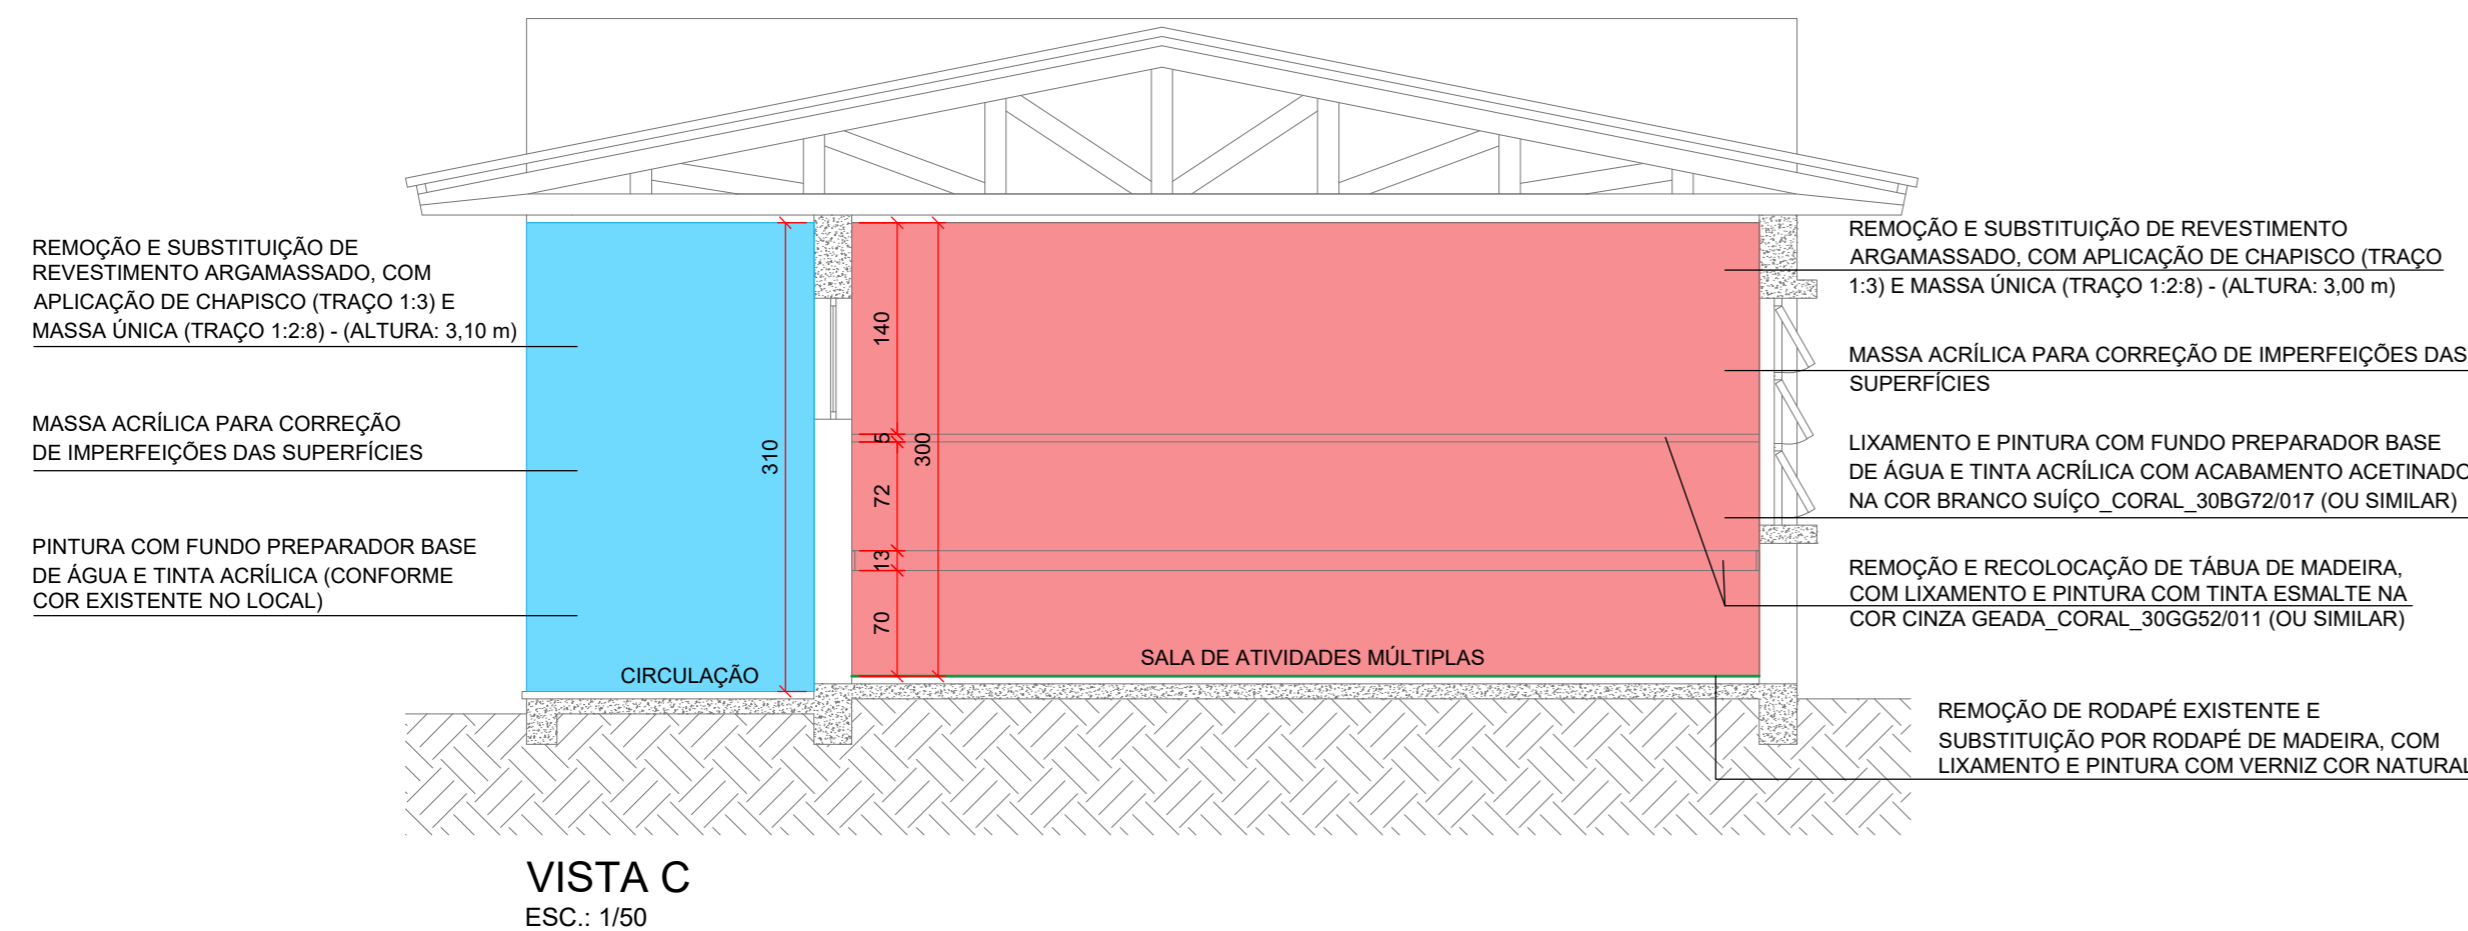 REMOÇÃO E SUBSTITUIÇÃO DE
REVESTIMENTO ARGAMASSADO, COM
APLICAÇÃO DE CHAPISCO (TRAÇO 1:3) E
MASSA ÚNICA (TRAÇO 1:2:8) - (ALTURA: 3,10 m)
MASSA ACRÍLICA PARA CORREÇÃO
DE IMPERFEIÇÕES DAS SUPERFÍCIES
PINTURA COM FUNDO PREPARADOR BASE
DE ÁGUA E TINTA ACRÍLICA (CONFORME
COR EXISTENTE NO LOCAL)
310
CIRCULAÇÃO
140
5
72
13
70
300
SALA DE ATIVIDADES MÚLTIPLAS
REMOÇÃO E SUBSTITUIÇÃO DE REVESTIMENTO
ARGAMASSADO, COM APLICAÇÃO DE CHAPISCO (TRAÇO
1:3) E MASSA ÚNICA (TRAÇO 1:2:8) - (ALTURA: 3,00 m)
MASSA ACRÍLICA PARA CORREÇÃO DE IMPERFEIÇÕES DAS
SUPERFÍCIES
LIXAMENTO E PINTURA COM FUNDO PREPARADOR BASE
DE ÁGUA E TINTA ACRÍLICA COM ACABAMENTO ACETINADO
NA COR BRANCO SUÍÇO_CORAL_30BG72/017 (OU SIMILAR)
REMOÇÃO E RECOLOCAÇÃO DE TÁBUA DE MADEIRA,
COM LIXAMENTO E PINTURA COM TINTA ESMALTE NA
COR CINZA GEADA_CORAL_30GG52/011 (OU SIMILAR)
REMOÇÃO DE RODAPÉ EXISTENTE E
SUBSTITUIÇÃO POR RODAPÉ DE MADEIRA, COM
LIXAMENTO E PINTURA COM VERNIZ COR NATURAL
VISTA C
ESC.: 1/50